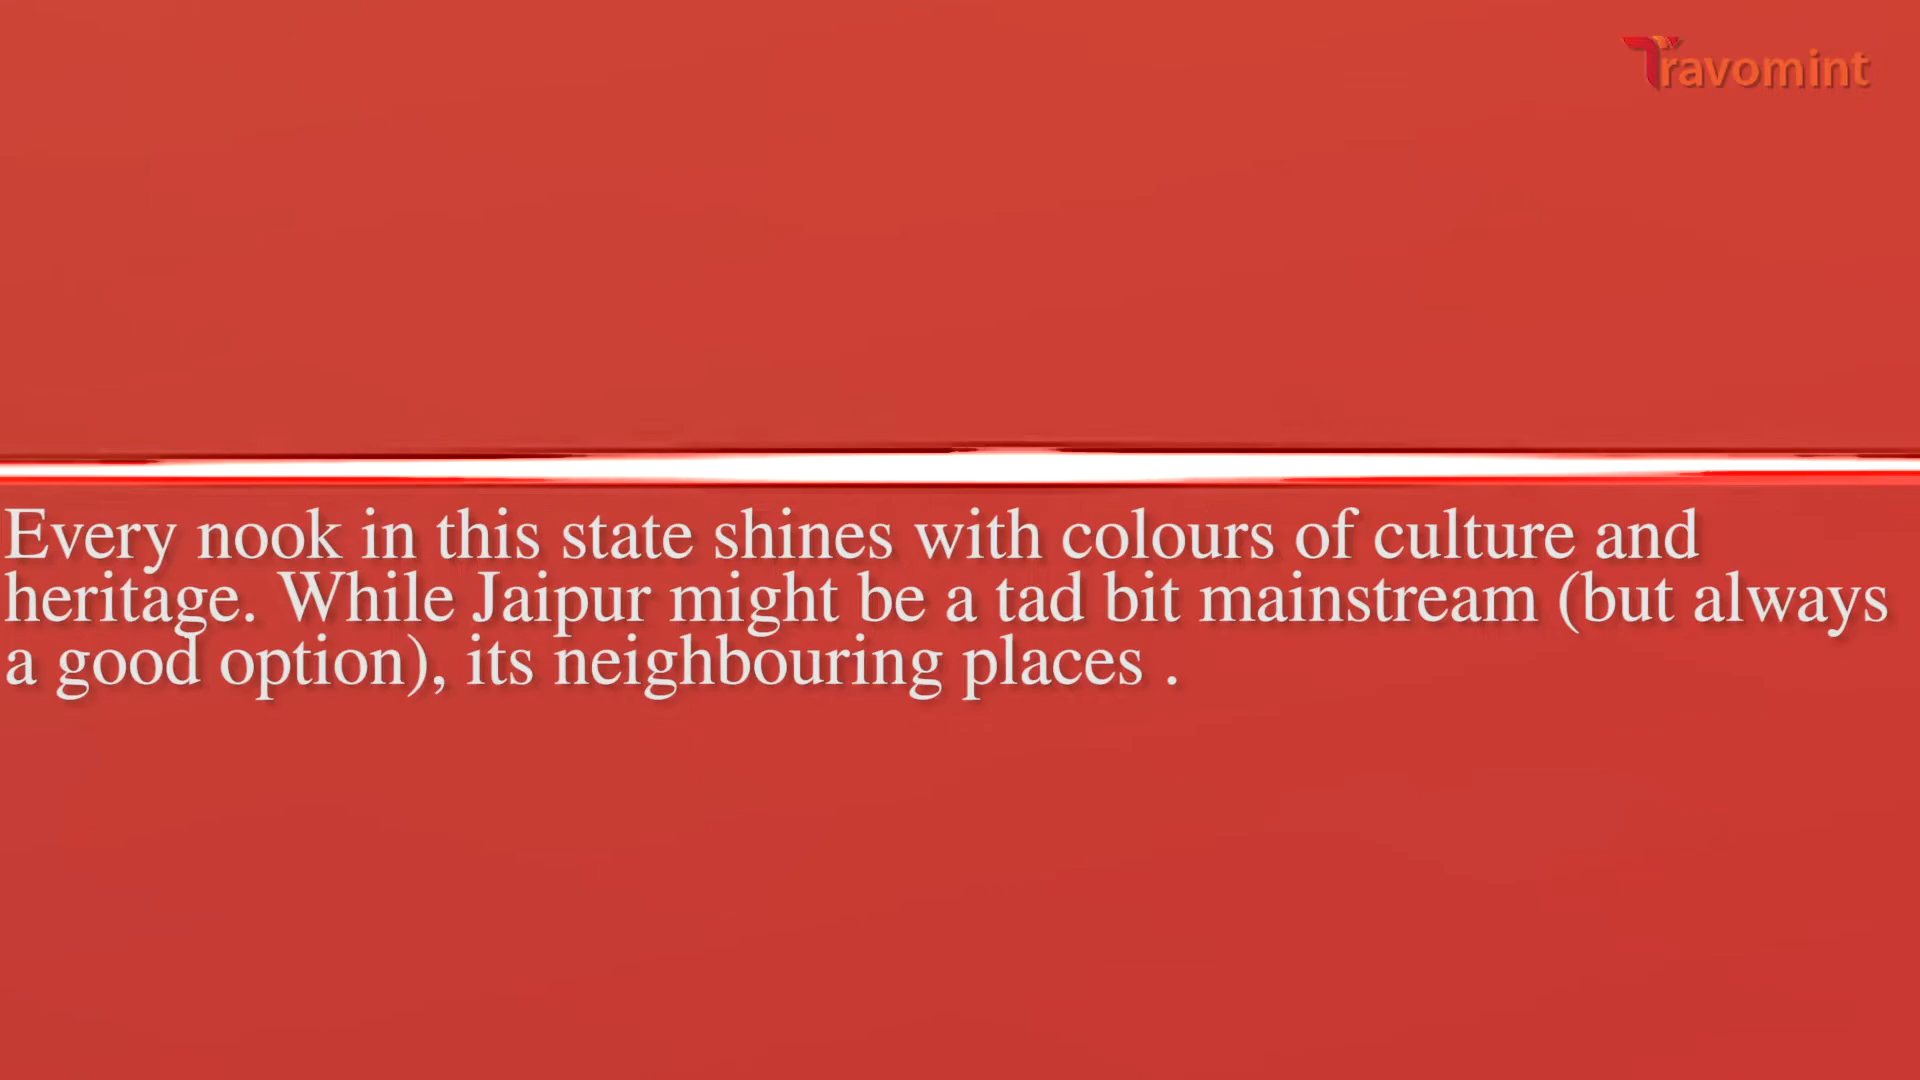 Travomint
Every nook in this state shines with colours of culture and
heritage. While Jaipur might be a tad bit mainstream (but always
a good option), its neighbouring places .